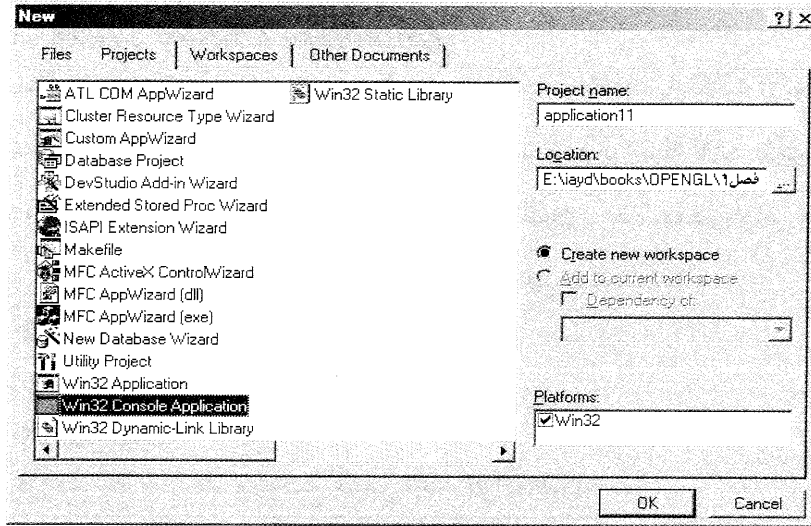 New
Files Projects Workspaces Other Documents
ATL COM AppWizard
Cluster Resource Type Wizard
Custom AppWizard
Database Project
DevStudio Add-in Wizard
Extended Stored Proc Wizard
ISAPI Extension Wizard
Makefile
MFC ActiveX ControlWizard
MFC AppWizard (dll)
MFC AppWizard (exe)
New Database Wizard
Utility Project
Win32 Application
Win32 Console Application
Win32 Dynamic-Link Library
Win32 Static Library
Project name:
application11
Location:
E:\iayd\books\OPENGL\فصل1
...
Create new workspace
Add to current workspace
Dependency of:
Platforms:
Win32
OK Cancel